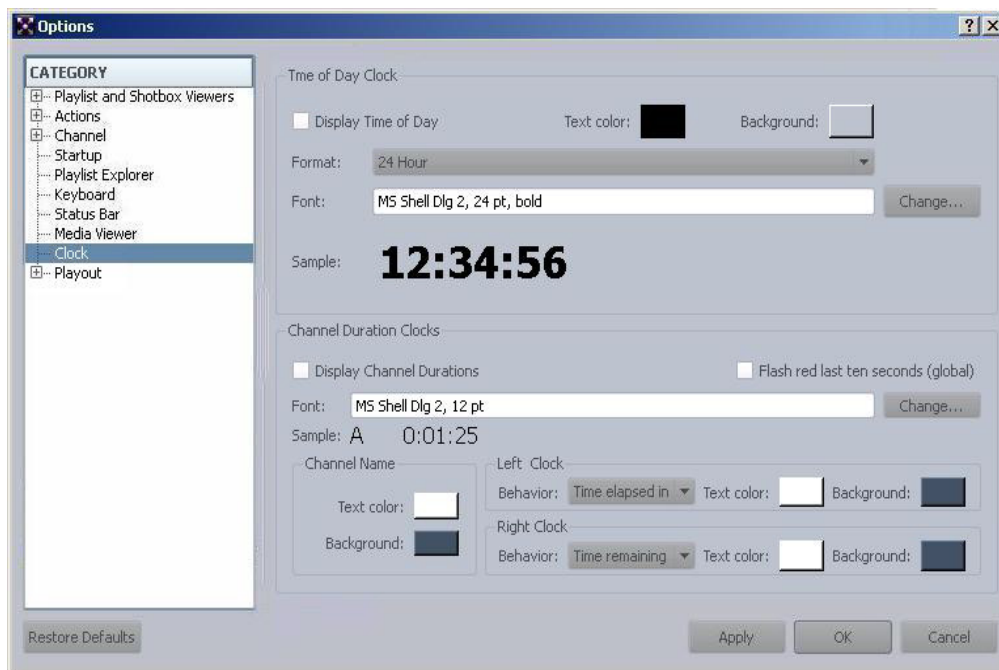 Options
CATEGORY
Playlist and Shotbox Viewers
Actions
Channel
Startup
Playlist Explorer
Keyboard
Status Bar
Media Viewer
Clock
Playout
Tme of Day Clock
Display Time of Day Text color: Background:
Format: 24 Hour
Font: MS Shell Dlg 2, 24 pt, bold Change...
Sample: 12:34:56
Channel Duration Clocks
Display Channel Durations Flash red last ten seconds (global)
Font: MS Shell Dlg 2, 12 pt Change...
Sample: A 0:01:25
Channel Name
Text color:
Background:
Left Clock
Behavior: Time elapsed in Text color: Background:
Right Clock
Behavior: Time remaining Text color: Background:
Restore Defaults Apply OK Cancel